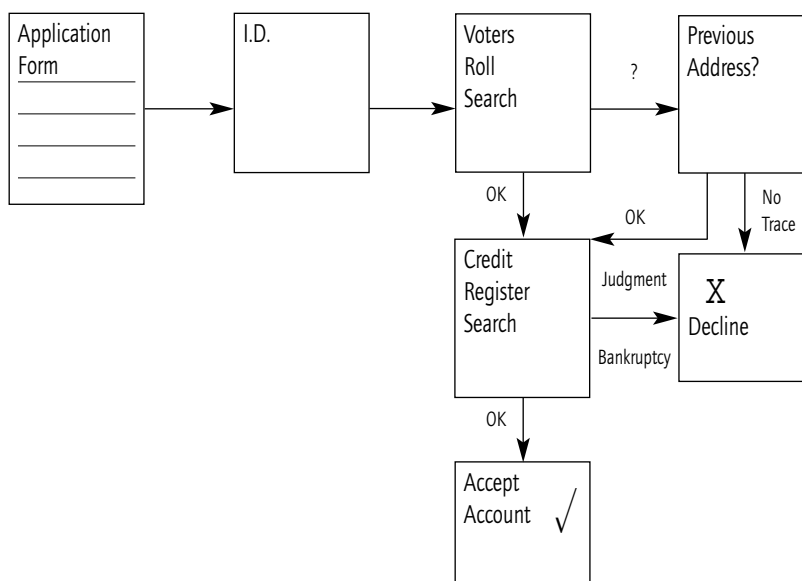 Application
Form
I.D.
Voters
Roll
Search
?
Previous
Address?
OK
OK
No
Trace
Credit
Register
Search
Judgment
Bankruptcy
X
Decline
OK
Accept
Account √